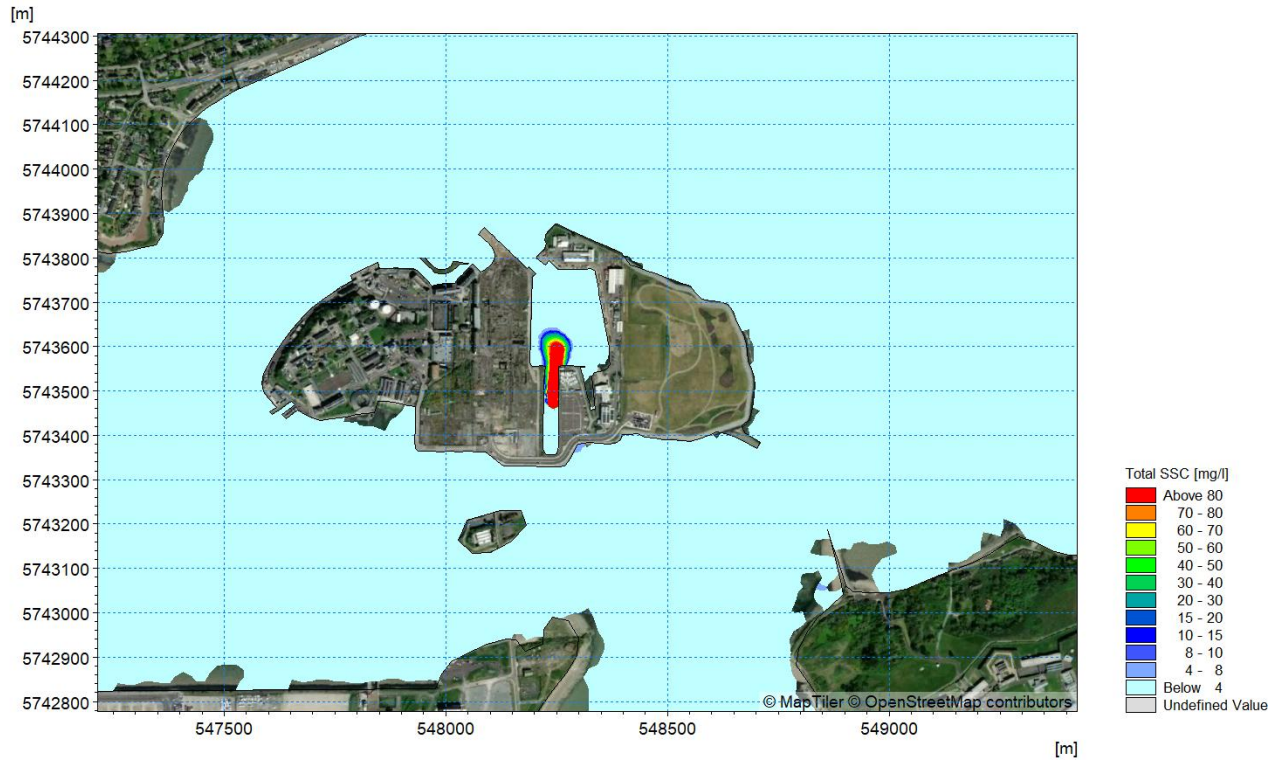 [m]
5744300
5744200
5744100
5744000
5743900
5743800
5743700
5743600
5743500
5743400
5743300
5743200
5743100
5743000
5742900
5742800
547500 548000 548500 549000
[m]
© MapTiler © OpenStreetMap contributors
Total SSC [mg/l]
Above 80
70 - 80
60 - 70
50 - 60
40 - 50
30 - 40
20 - 30
15 - 20
10 - 15
8 - 10
4 - 8
Below 4
Undefined Value